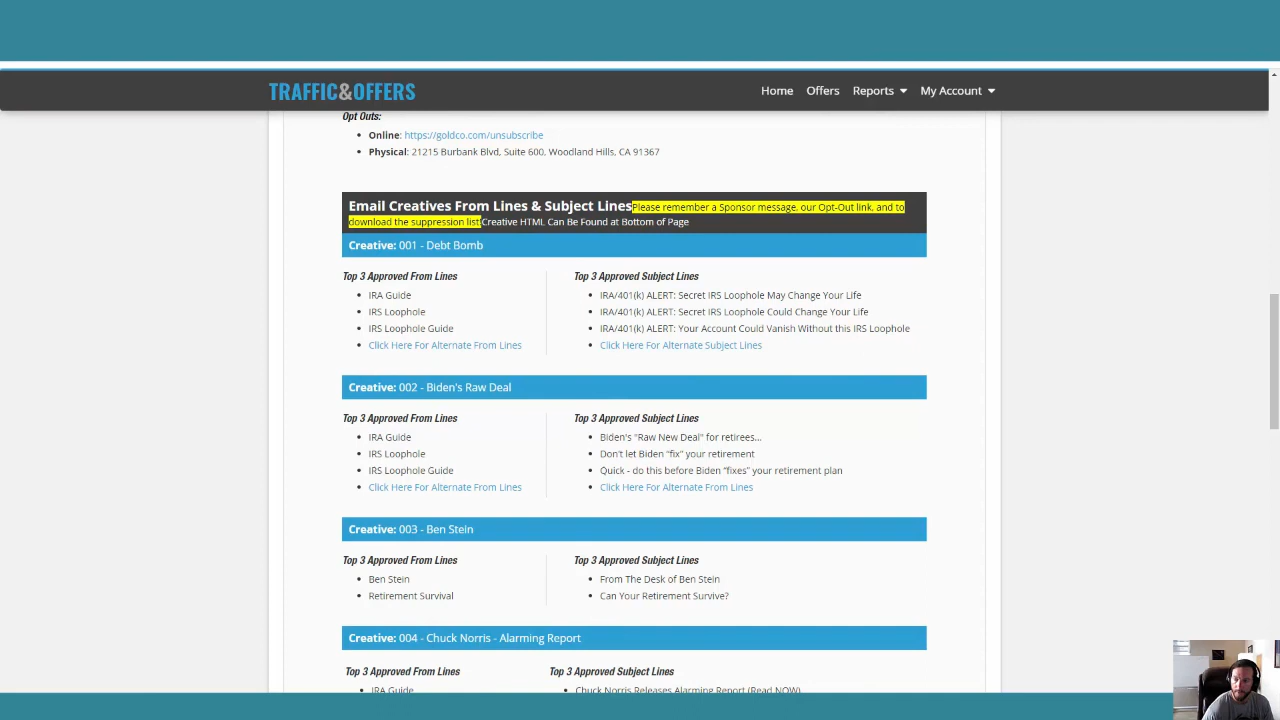 TRAFFIC&OFFERS
Home Offers Reports My Account
Opt Outs:
Online: https://goldco.com/unsubscribe
Physical: 21215 Burbank Blvd, Suite 600, Woodland Hills, CA 91367
Email Creatives From Lines & Subject LinesPlease remember a Sponsor message, our Opt-Out link, and to
download the suppression list!Creative HTML Can Be Found at Bottom of Page
Creative: 001 - Debt Bomb
Top 3 Approved From Lines
IRA Guide
IRS Loophole
IRS Loophole Guide
Click Here For Alternate From Lines
Top 3 Approved Subject Lines
IRA/401(k) ALERT: Secret IRS Loophole May Change Your Life
IRA/401(k) ALERT: Secret IRS Loophole Could Change Your Life
IRA/401(k) ALERT: Your Account Could Vanish Without this IRS Loophole
Click Here For Alternate Subject Lines
Creative: 002 - Biden's Raw Deal
Top 3 Approved From Lines
IRA Guide
IRS Loophole
IRS Loophole Guide
Click Here For Alternate From Lines
Top 3 Approved Subject Lines
Biden's "Raw New Deal" for retirees...
Don't let Biden “fix” your retirement
Quick - do this before Biden “fixes” your retirement plan
Click Here For Alternate From Lines
Creative: 003 - Ben Stein
Top 3 Approved From Lines
Ben Stein
Retirement Survival
Top 3 Approved Subject Lines
From The Desk of Ben Stein
Can Your Retirement Survive?
Creative: 004 - Chuck Norris - Alarming Report
Top 3 Approved From Lines
IRA Guide
Top 3 Approved Subject Lines
Chuck Norris Releases Alarming Report (Read NOW)